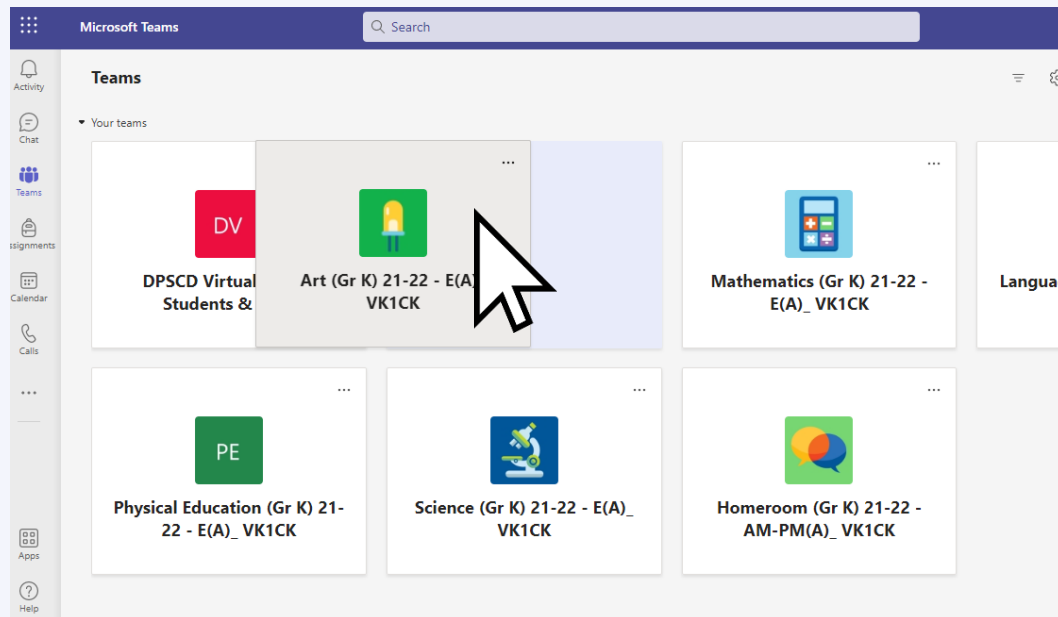 Microsoft Teams
Search
Activity
Chat
Teams
ssignments
Calendar
Calls
Apps
Help
Teams
Your teams
DV
DPSCD Virtual
Students &
Art (Gr K) 21-22 - E(A)
VK1CK
Mathematics (Gr K) 21-22 -
E(A)_ VK1CK
Langua
PE
Physical Education (Gr K) 21-
22 - E(A)_ VK1CK
Science (Gr K) 21-22 - E(A)_
VK1CK
Homeroom (Gr K) 21-22 -
AM-PM(A)_ VK1CK